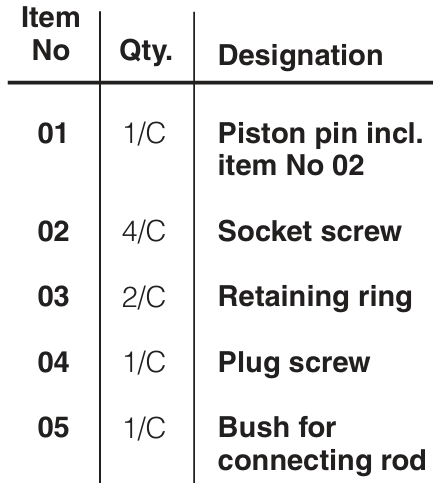 Item
No Qty. Designation
01 1/C Piston pin incl.
item No 02
02 4/C Socket screw
03 2/C Retaining ring
04 1/C Plug screw
05 1/C Bush for
connecting rod